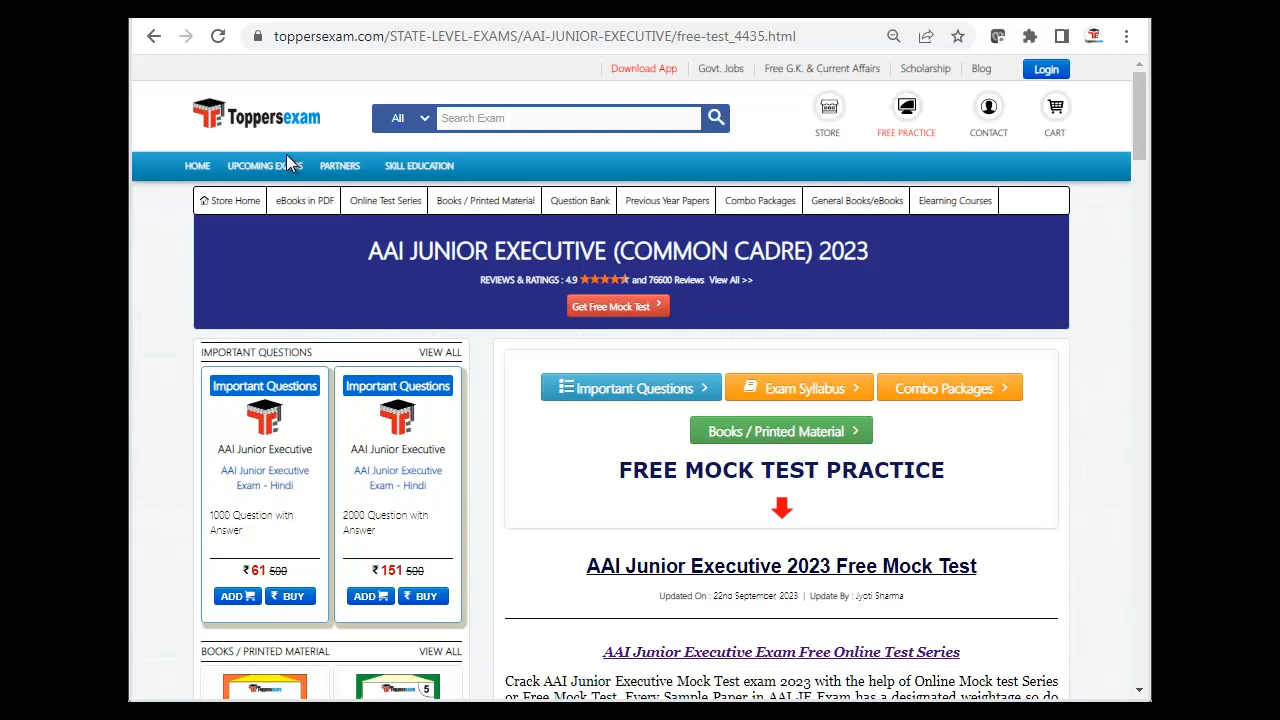 toppersexam.com/STATE-LEVEL-EXAMS/AAI-JUNIOR-EXECUTIVE/free-test_4435.html
Download App Govt. Jobs Free G.K. & Current Affairs Scholarship Blog Login
Toppersexam
All Search Exam
STORE FREE PRACTICE CONTACT CART
HOME UPCOMING EXAMS PARTNERS SKILL EDUCATION
Store Home eBooks in PDF Online Test Series Books / Printed Material Question Bank Previous Year Papers Combo Packages General Books/eBooks Elearning Courses
AAI JUNIOR EXECUTIVE (COMMON CADRE) 2023
REVIEWS & RATINGS : 4.9 and 76600 Reviews View All >>
Get Free Mock Test
IMPORTANT QUESTIONS VIEW ALL
Important Questions
AAI Junior Executive
AAI Junior Executive
Exam - Hindi
1000 Question with
Answer
₹ 61 500
ADD ₹ BUY
Important Questions
AAI Junior Executive
AAI Junior Executive
Exam - Hindi
2000 Question with
Answer
₹ 151 500
ADD ₹ BUY
BOOKS / PRINTED MATERIAL VIEW ALL
Toppersexam
Toppersexam 5
Important Questions Exam Syllabus Combo Packages
Books / Printed Material
FREE MOCK TEST PRACTICE
AAI Junior Executive 2023 Free Mock Test
Updated On : 22nd September, 2023 | Update By : Jyoti Sharma
AAI Junior Executive Exam Free Online Test Series
Crack AAI Junior Executive Mock Test exam 2023 with the help of Online Mock test Series
or Free Mock Test. Every Sample Paper in AAI JE Exam has a designated weightage so do